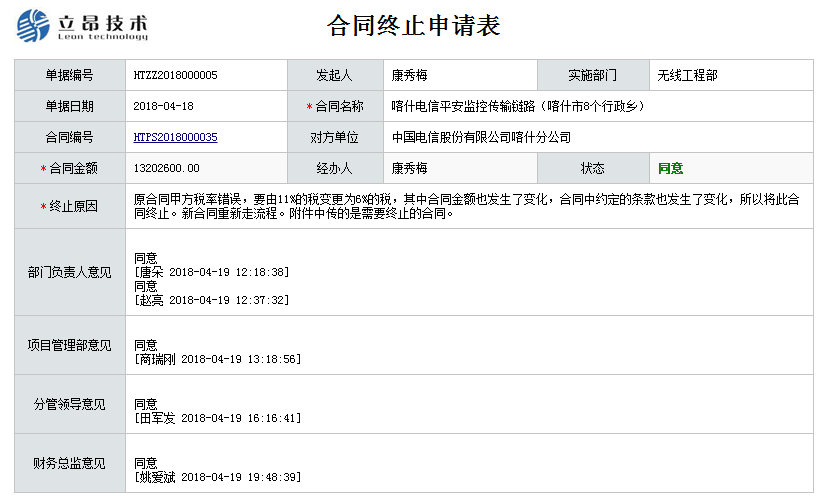 立昂技术
Leon technology
合同终止申请表
单据编号 HTZZ2018000005 发起人 康秀梅 实施部门 无线工程部
单据日期 2018-04-18 *合同名称 喀什电信平安监控传输链路（喀什市8个行政乡）
合同编号 HTPS2018000035 对方单位 中国电信股份有限公司喀什分公司
*合同金额 13202600.00 经办人 康秀梅 状态 同意
*终止原因 原合同甲方税率错误，要由11%的税变更为6%的税，其中合同金额也发生了变化，合同中约定的条款也发生了变化，所以将此合
同终止。新合同重新走流程。附件中传的是需要终止的合同。
部门负责人意见
同意
[唐朵 2018-04-19 12:18:38]
同意
[赵亮 2018-04-19 12:37:32]
项目管理部意见
同意
[商瑞刚 2018-04-19 13:18:56]
分管领导意见
同意
[田军发 2018-04-19 16:16:41]
财务总监意见
同意
[姚爱斌 2018-04-19 19:48:39]